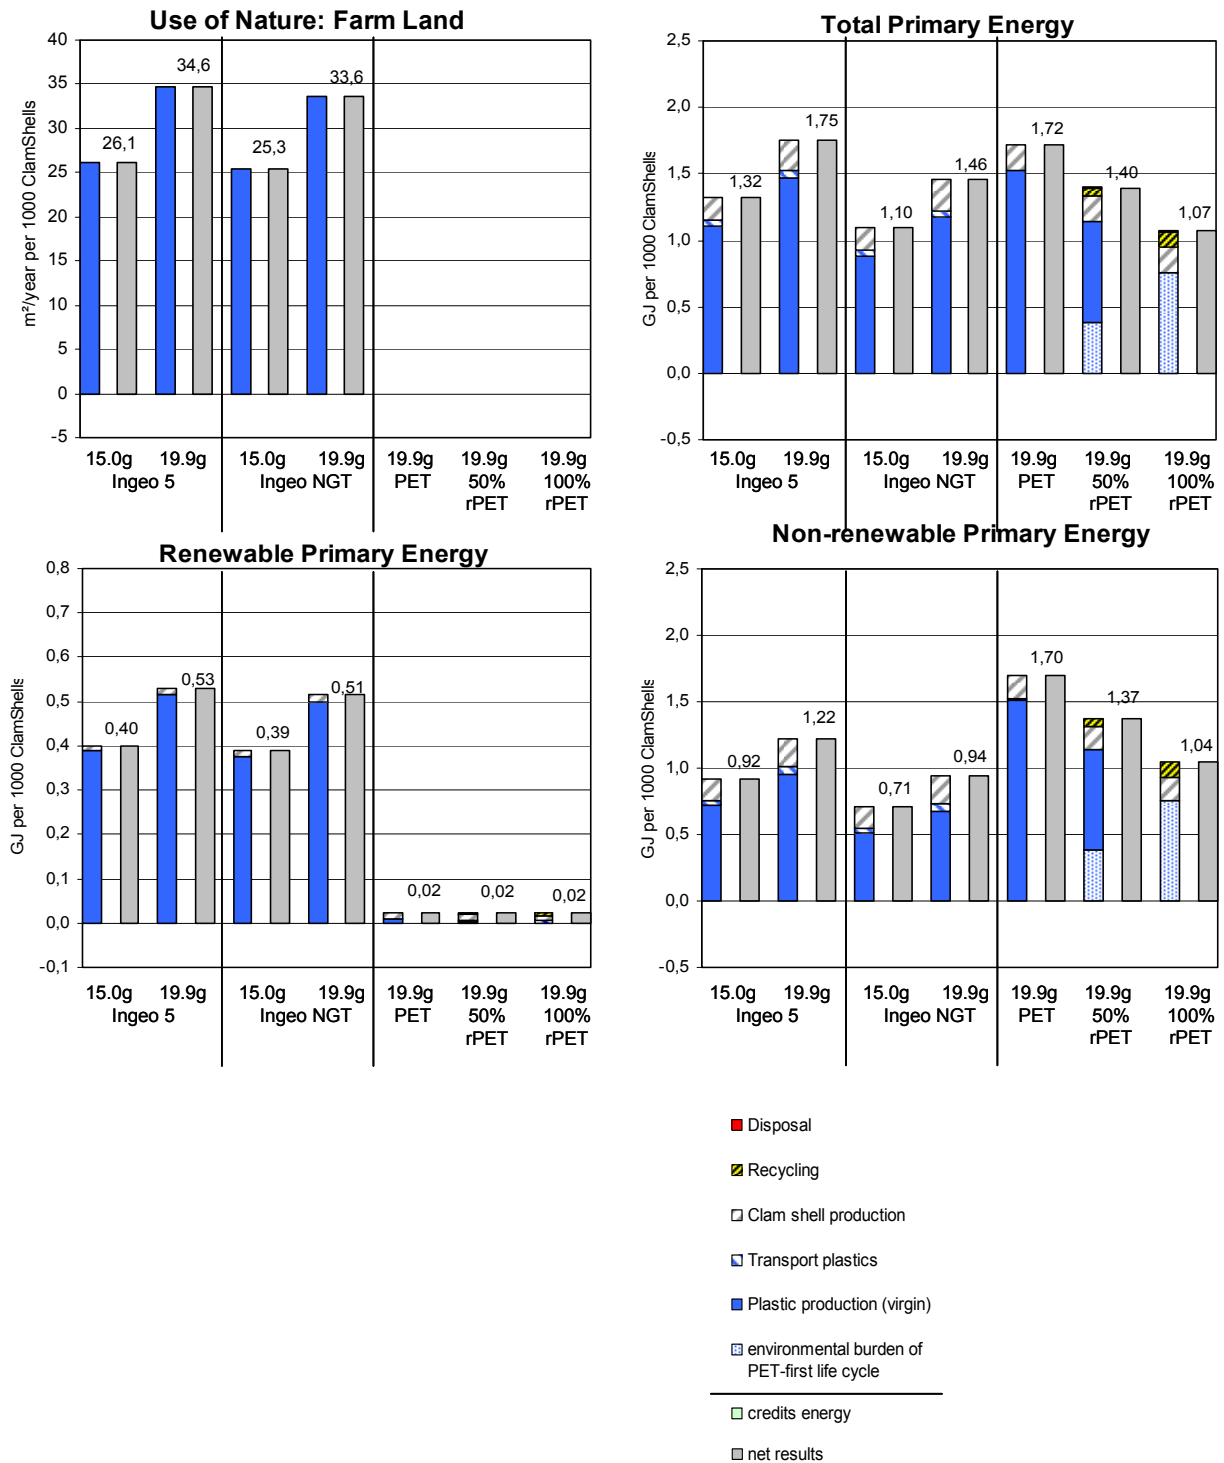 Use of Nature: Farm Land
m²/year per 1000 ClamShells
40
35
30
25
20
15
10
5
0
-5
26,1
34,6
25,3
33,6
15.0g 19.9g 15.0g 19.9g 19.9g 19.9g 19.9g
Ingeo 5 Ingeo NGT PET 50% 100%
rPET rPET
Total Primary Energy
GJ per 1000 ClamShells
2,5
2,0
1,5
1,0
0,5
0,0
-0,5
1,32
1,75
1,10
1,46
1,72
1,40
1,07
15.0g 19.9g 15.0g 19.9g 19.9g 19.9g 19.9g
Ingeo 5 Ingeo NGT PET 50% 100%
rPET rPET
Renewable Primary Energy
GJ per 1000 ClamShells
0,8
0,7
0,6
0,5
0,4
0,3
0,2
0,1
0,0
-0,1
0,40
0,53
0,39
0,51
0,02
0,02
0,02
15.0g 19.9g 15.0g 19.9g 19.9g 19.9g 19.9g
Ingeo 5 Ingeo NGT PET 50% 100%
rPET rPET
Non-renewable Primary Energy
GJ per 1000 ClamShells
2,5
2,0
1,5
1,0
0,5
0,0
-0,5
0,92
1,22
0,71
0,94
1,70
1,37
1,04
15.0g 19.9g 15.0g 19.9g 19.9g 19.9g 19.9g
Ingeo 5 Ingeo NGT PET 50% 100%
rPET rPET
Disposal
Recycling
Clam shell production
Transport plastics
Plastic production (virgin)
environmental burden of
PET-first life cycle
credits energy
net results